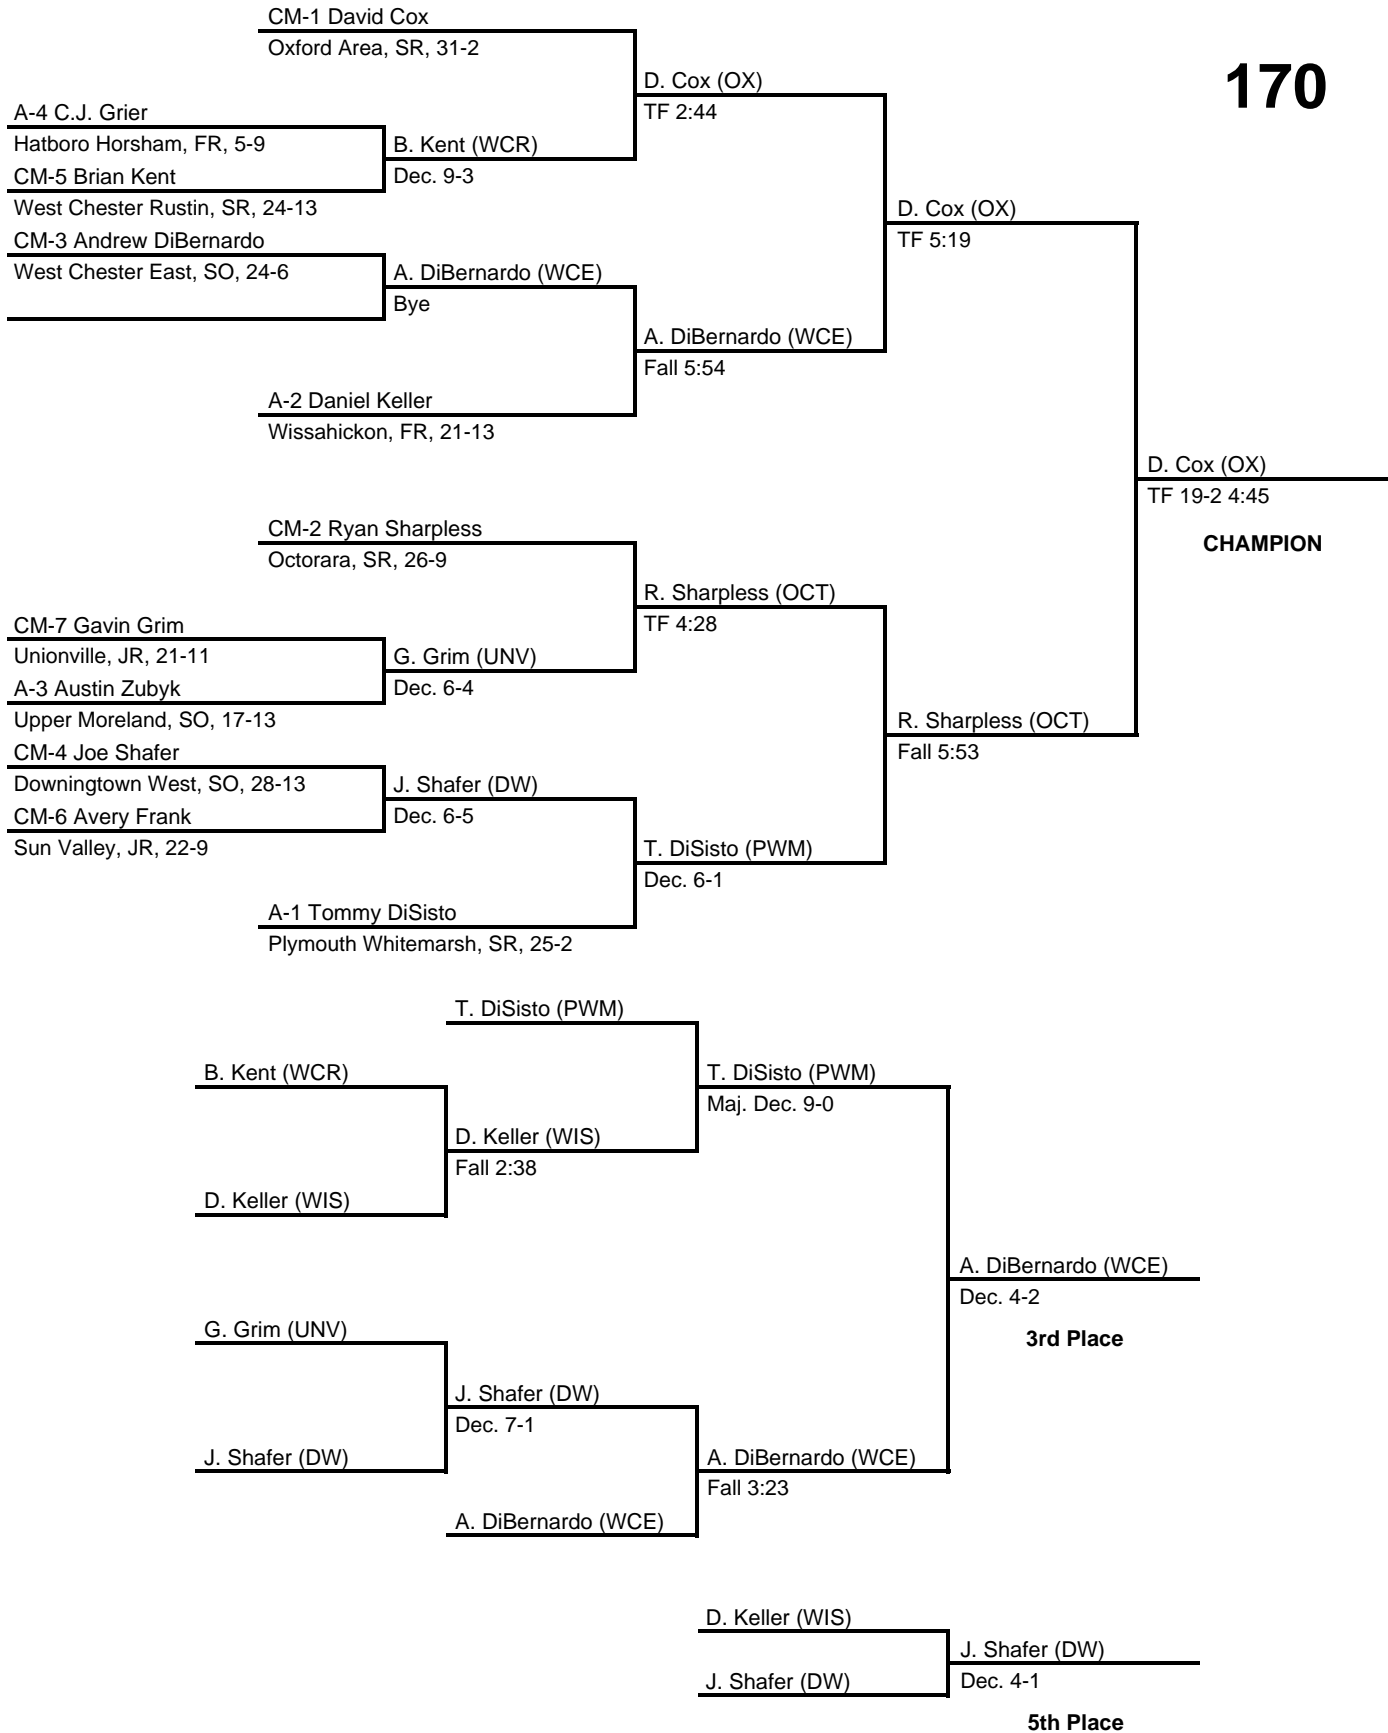 CM-1 David Cox
Oxford Area, SR, 31-2
170
D. Cox (OX)
TF 2:44
A-4 C.J. Grier
Hatboro Horsham, FR, 5-9
B. Kent (WCR)
Dec. 9-3
CM-5 Brian Kent
West Chester Rustin, SR, 24-13
D. Cox (OX)
TF 5:19
CM-3 Andrew DiBernardo
West Chester East, SO, 24-6
A. DiBernardo (WCE)
Bye
A. DiBernardo (WCE)
Fall 5:54
A-2 Daniel Keller
Wissahickon, FR, 21-13
D. Cox (OX)
TF 19-2 4:45
CHAMPION
CM-2 Ryan Sharpless
Octorara, SR, 26-9
R. Sharpless (OCT)
TF 4:28
CM-7 Gavin Grim
Unionville, JR, 21-11
G. Grim (UNV)
Dec. 6-4
A-3 Austin Zubyk
Upper Moreland, SO, 17-13
R. Sharpless (OCT)
Fall 5:53
CM-4 Joe Shafer
Downingtown West, SO, 28-13
J. Shafer (DW)
Dec. 6-5
CM-6 Avery Frank
Sun Valley, JR, 22-9
T. DiSisto (PWM)
Dec. 6-1
A-1 Tommy DiSisto
Plymouth Whitemarsh, SR, 25-2
T. DiSisto (PWM)
B. Kent (WCR)
T. DiSisto (PWM)
Maj. Dec. 9-0
D. Keller (WIS)
Fall 2:38
D. Keller (WIS)
A. DiBernardo (WCE)
Dec. 4-2
3rd Place
G. Grim (UNV)
J. Shafer (DW)
Dec. 7-1
J. Shafer (DW)
A. DiBernardo (WCE)
Fall 3:23
A. DiBernardo (WCE)
D. Keller (WIS)
J. Shafer (DW)
Dec. 4-1
J. Shafer (DW)
5th Place